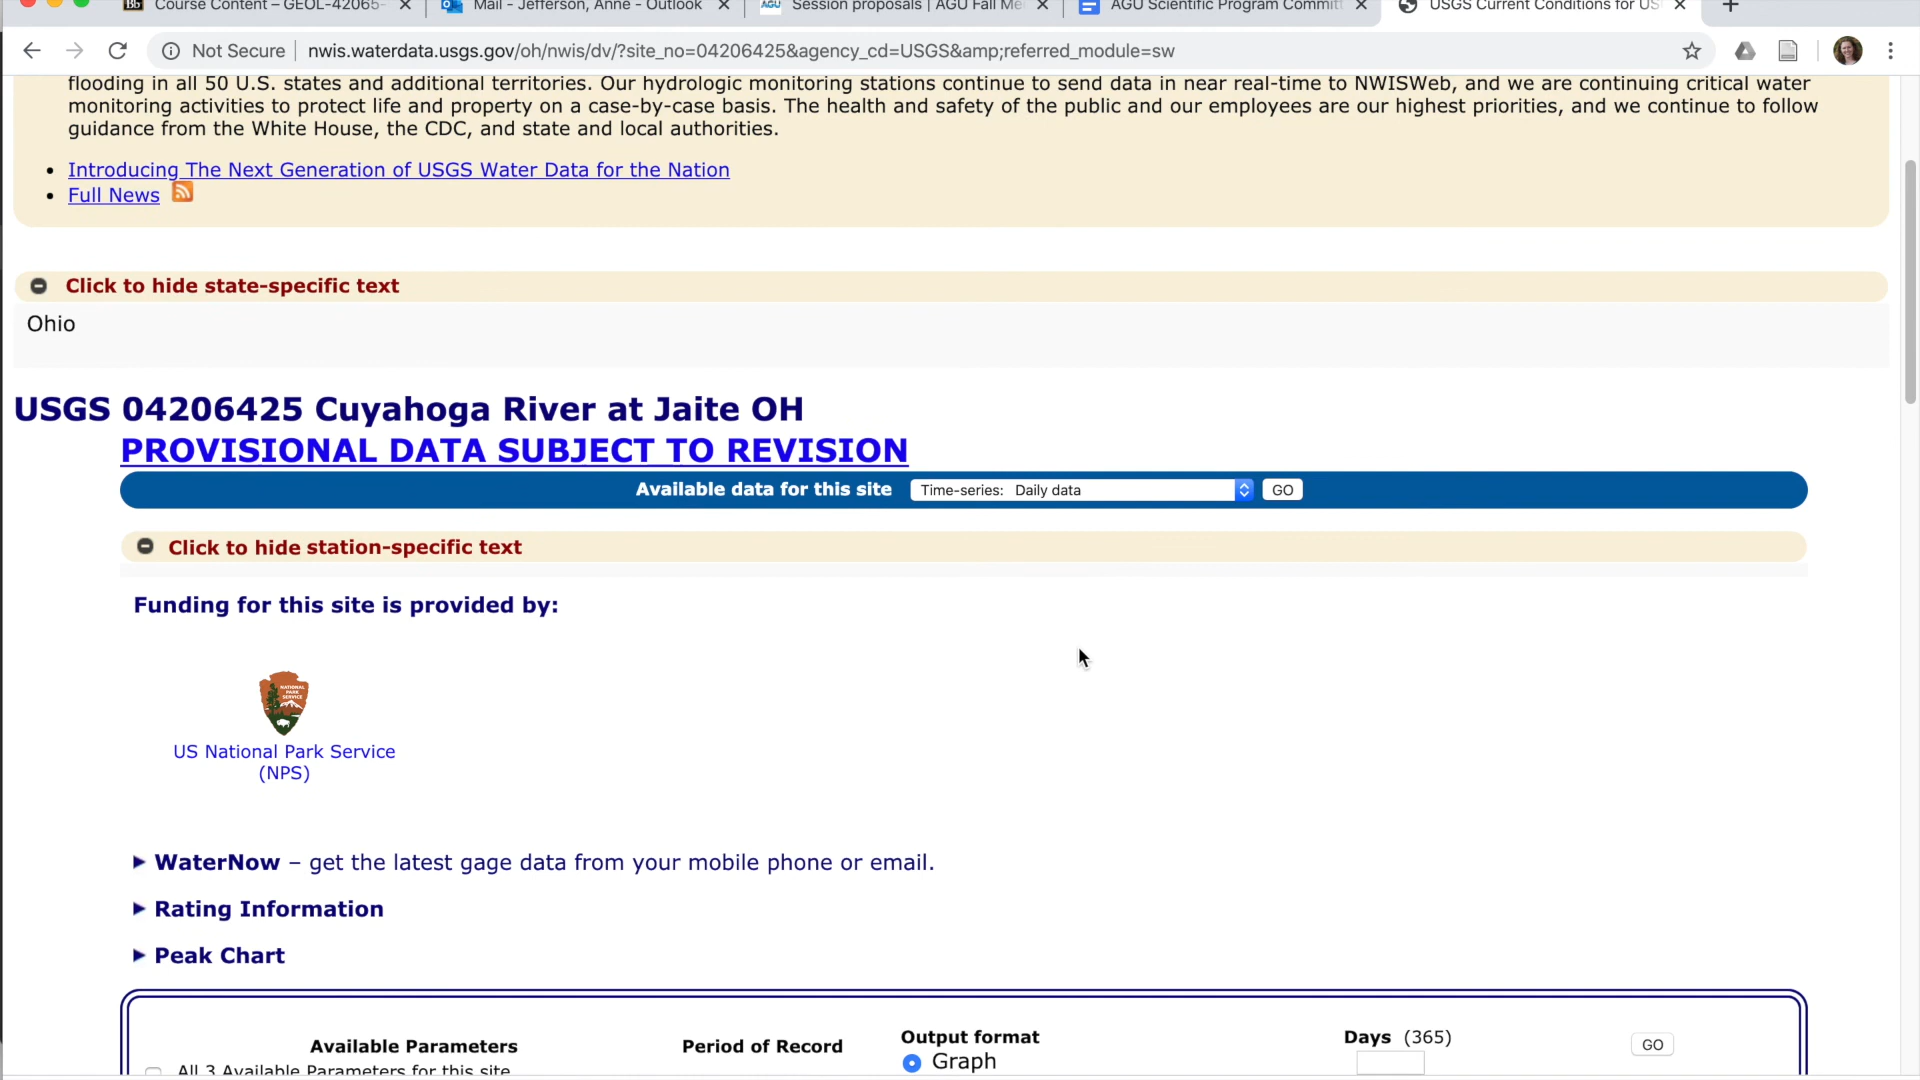 Course Content – GEOL-42065-
Mail - Jefferson, Anne - Outlook
AGU Session proposals | AGU Fall Me
AGU Scientific Program Committ
USGS Current Conditions for US
Not Secure
nwis.waterdata.usgs.gov/oh/nwis/dv/?site_no=04206425&agency_cd=USGS&amp;referred_module=sw
flooding in all 50 U.S. states and additional territories. Our hydrologic monitoring stations continue to send data in near real-time to NWISWeb, and we are continuing critical water
monitoring activities to protect life and property on a case-by-case basis. The health and safety of the public and our employees are our highest priorities, and we continue to follow
guidance from the White House, the CDC, and state and local authorities.
• Introducing The Next Generation of USGS Water Data for the Nation
• Full News
Click to hide state-specific text
Ohio
USGS 04206425 Cuyahoga River at Jaite OH
PROVISIONAL DATA SUBJECT TO REVISION
Available data for this site Time-series: Daily data GO
Click to hide station-specific text
Funding for this site is provided by:
NATIONAL
PARK
SERVICE
US National Park Service
(NPS)
WaterNow – get the latest gage data from your mobile phone or email.
Rating Information
Peak Chart
Available Parameters
All 3 Available Parameters for this site
Period of Record
Output format
Graph
Days (365)
GO